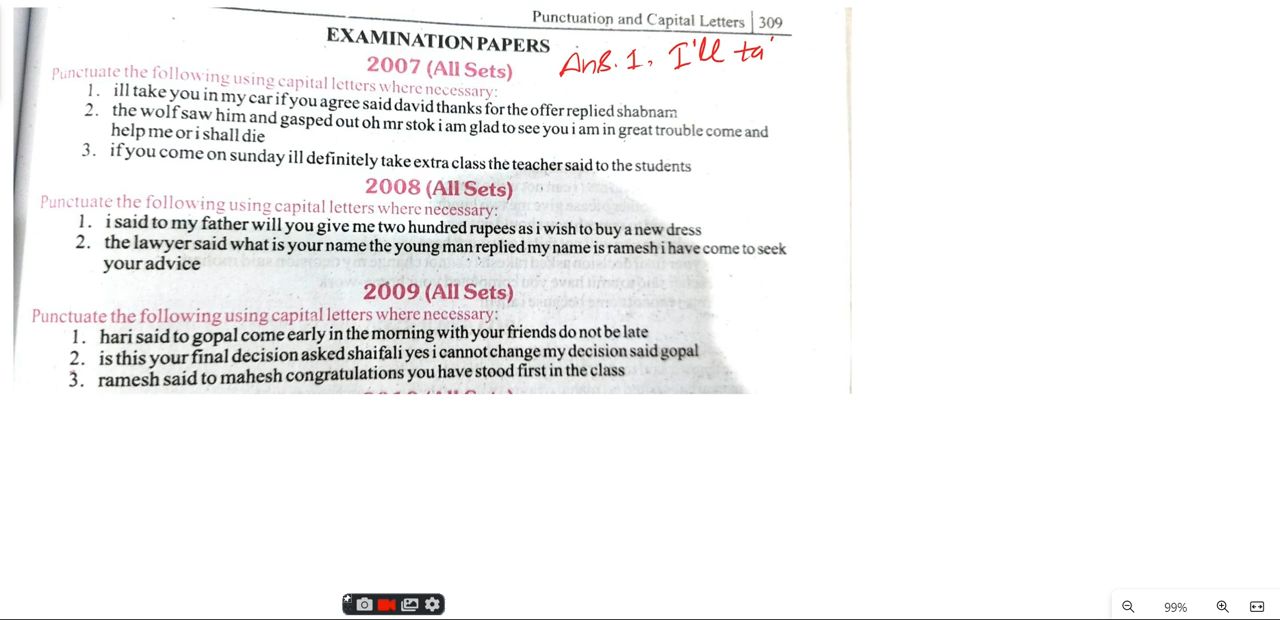 Punctuation and Capital Letters 309
EXAMINATION PAPERS
Ans. 1. I'll ta
2007 (All Sets)
Punctuate the following using capital letters where necessary:
1. ill take you in my car if you agree said david thanks for the offer replied shabnam
2. the wolf saw him and gasped out oh mr stok i am glad to see you i am in great trouble come and
help me or i shall die
3. if you come on sunday ill definitely take extra class the teacher said to the students
2008 (All Sets)
Punctuate the following using capital letters where necessary:
1. i said to my father will you give me two hundred rupees as i wish to buy a new dress
2. the lawyer said what is your name the young man replied my name is ramesh i have come to seek
your advice
2009 (All Sets)
Punctuate the following using capital letters where necessary:
1. hari said to gopal come early in the morning with your friends do not be late
2. is this your final decision asked shaifali yes i cannot change my decision said gopal
3. ramesh said to mahesh congratulations you have stood first in the class
99%